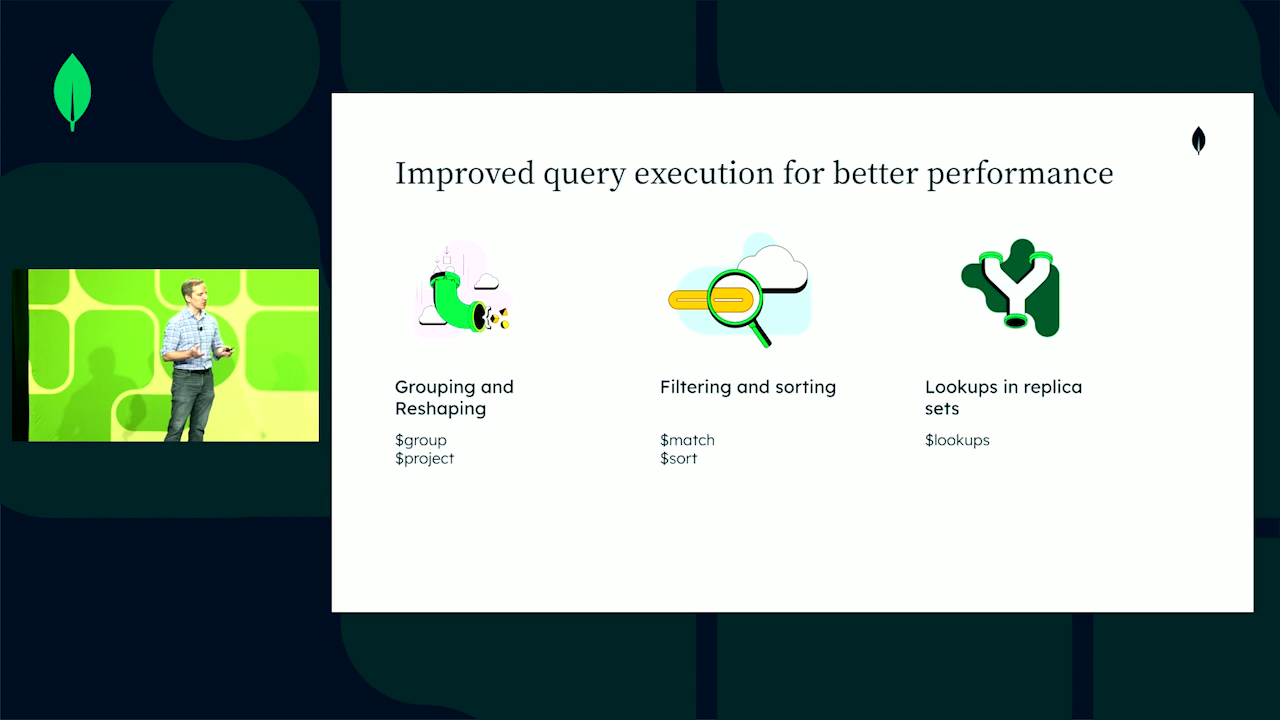 Improved query execution for better performance
Grouping and
Reshaping
$group
$project
Filtering and sorting
$match
$sort
Lookups in replica
sets
$lookups